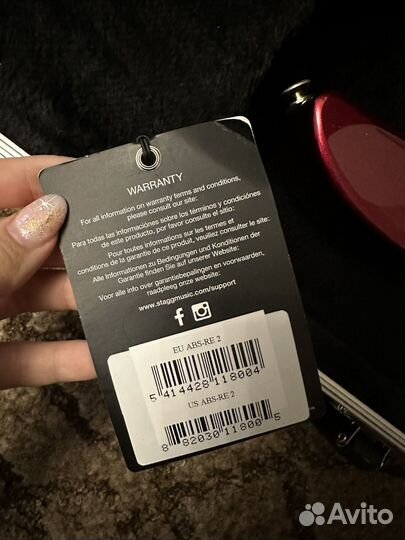 WARRANTY
For all information on warranty terms and conditions,
please consult our site:
Para todas las informaciónes sobre los términos y condiciónes
de este producto, por favor consulte el sitio:
Pour toutes informations sur les termes et
conditions de la garantie de ce produit, veuillez consulter le site:
Alle Informationen zu Bedingungen und Konditionen der
Garantie finden Sie auf unserer Website:
Voor alle info over garantiebepalingen en voorwaarden,
raadpleeg onze website:
www.staggmusic.com/support
EU ABS-RE 2
5 414428 118004
US ABS-RE 2
8 82030 11800 5
Avito